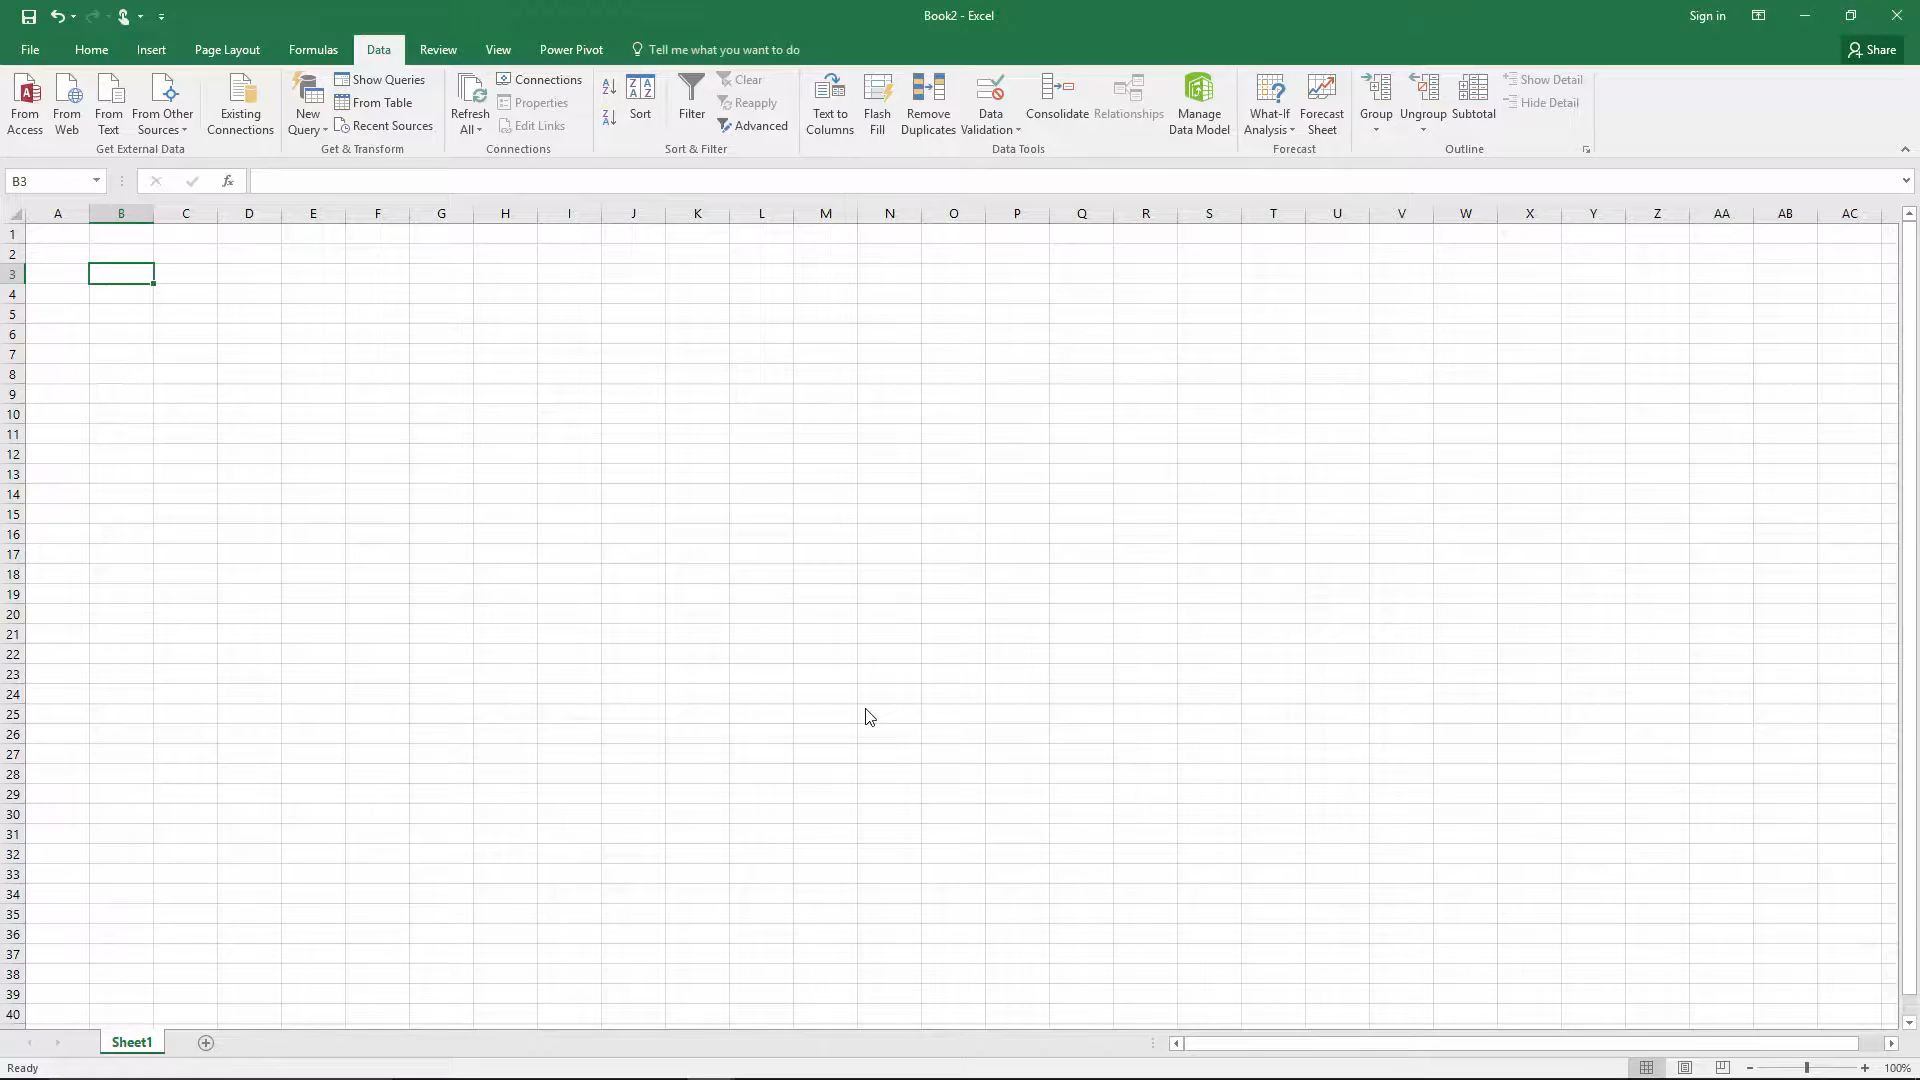 Book2 - Excel
Sign in
File Home Insert Page Layout Formulas Data Review View Power Pivot Tell me what you want to do Share
From Access
From Web
From Text
From Other Sources
Existing Connections
Get External Data
New Query
Show Queries
From Table
Recent Sources
Get & Transform
Refresh All
Connections
Properties
Edit Links
Connections
Sort
Filter
Clear
Reapply
Advanced
Sort & Filter
Text to Columns
Flash Fill
Remove Duplicates
Data Validation
Consolidate
Relationships
Manage Data Model
Data Tools
What-If Analysis
Forecast Sheet
Forecast
Group
Ungroup
Subtotal
Show Detail
Hide Detail
Outline
B3 fx
A B C D E F G H I J K L M N O P Q R S T U V W X Y Z AA AB AC
1
2
3
4
5
6
7
8
9
10
11
12
13
14
15
16
17
18
19
20
21
22
23
24
25
26
27
28
29
30
31
32
33
34
35
36
37
38
39
40
Sheet1
Ready
100%